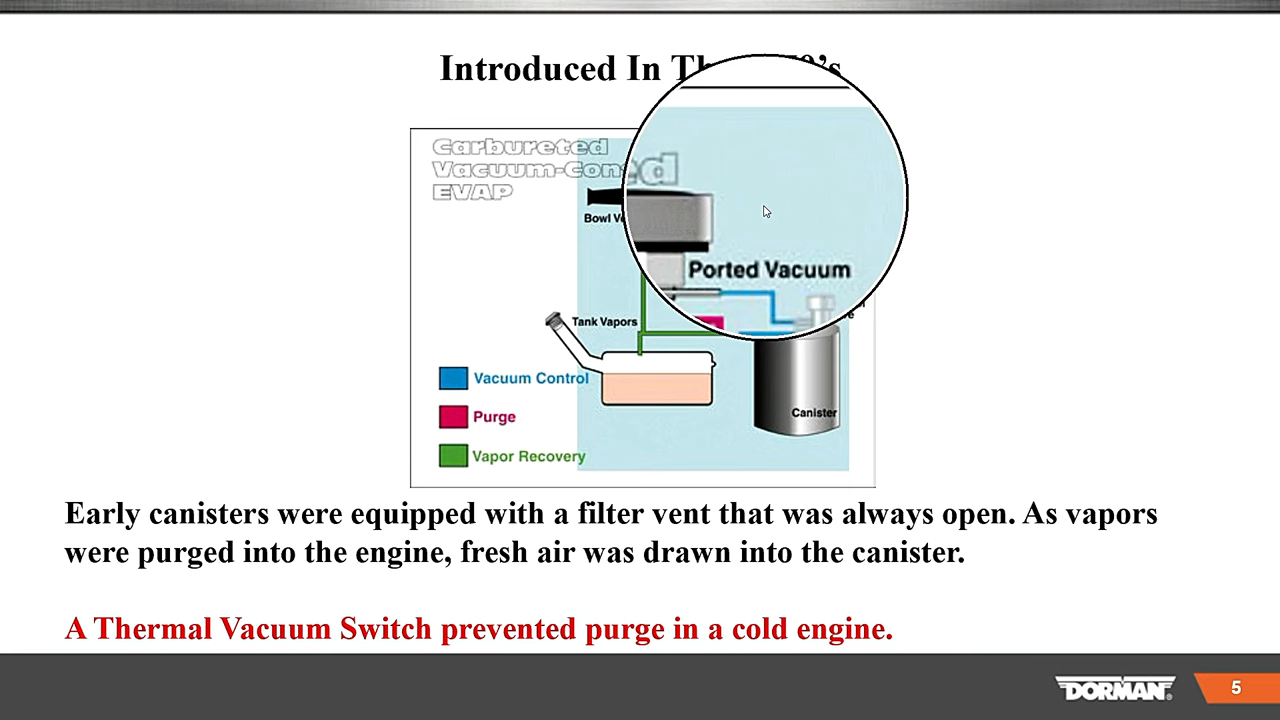 Introduced In
Carbureted
Vacuum-Con
EVAP
Ported Vacuum
Tank Vapors
Vacuum Control
Canister
Purge
Vapor Recovery
Early canisters were equipped with a filter vent that was always open. As vapors
were purged into the engine, fresh air was drawn into the canister.
A Thermal Vacuum Switch prevented purge in a cold engine.
DORMAN
5